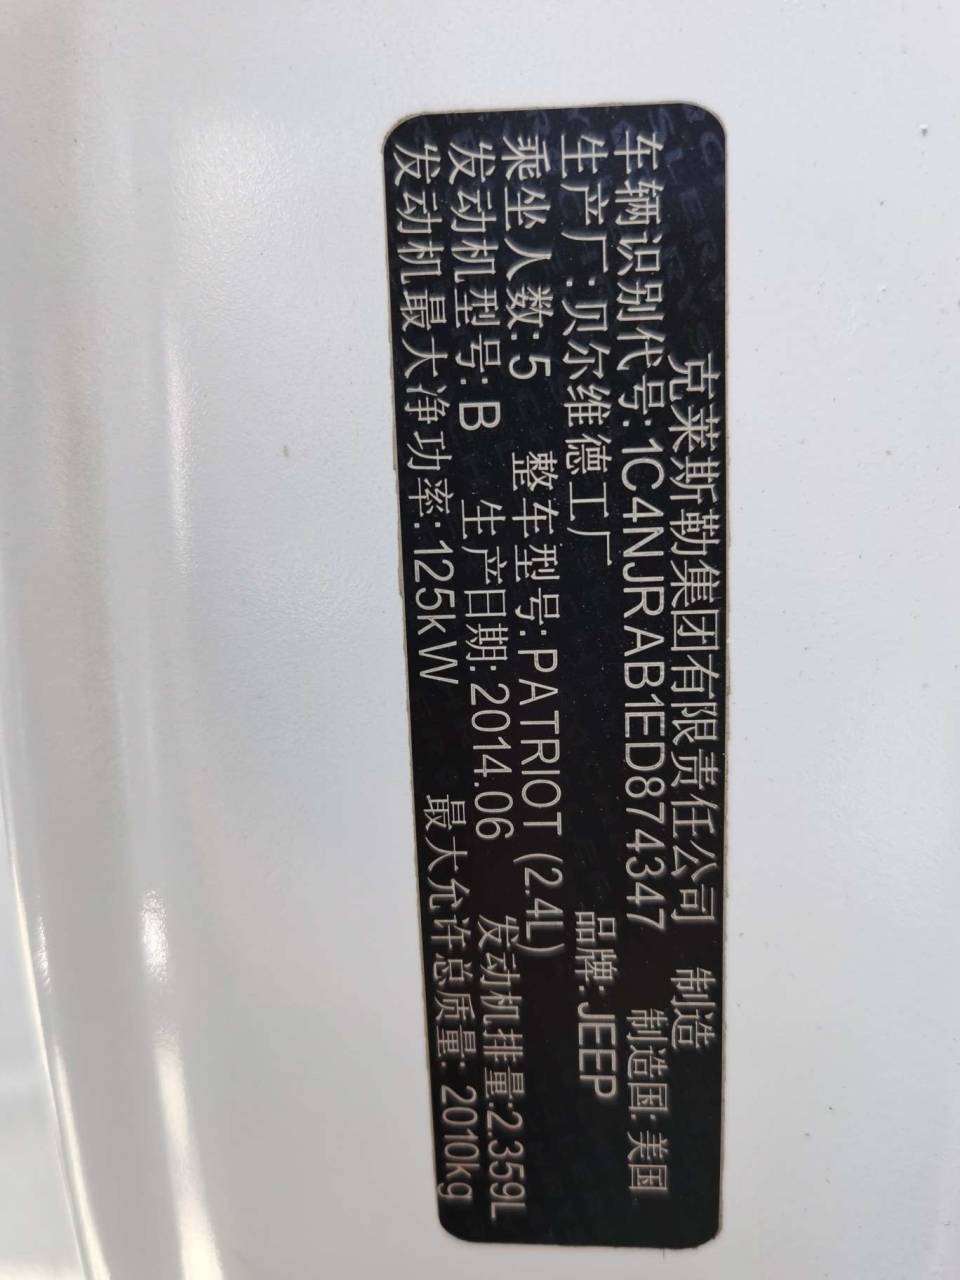 克莱斯勒集团有限责任公司 制造
车辆识别代号:1C4NJRAB1ED874347 制造国:美国
生产厂:贝尔维德工厂 品牌:JEEP
乘坐人数:5 整车型号:PATRIOT (2.4L)
发动机型号:B 生产日期:2014.06 发动机排量:2.359L
发动机最大净功率:125kW 最大允许总质量:2010kg